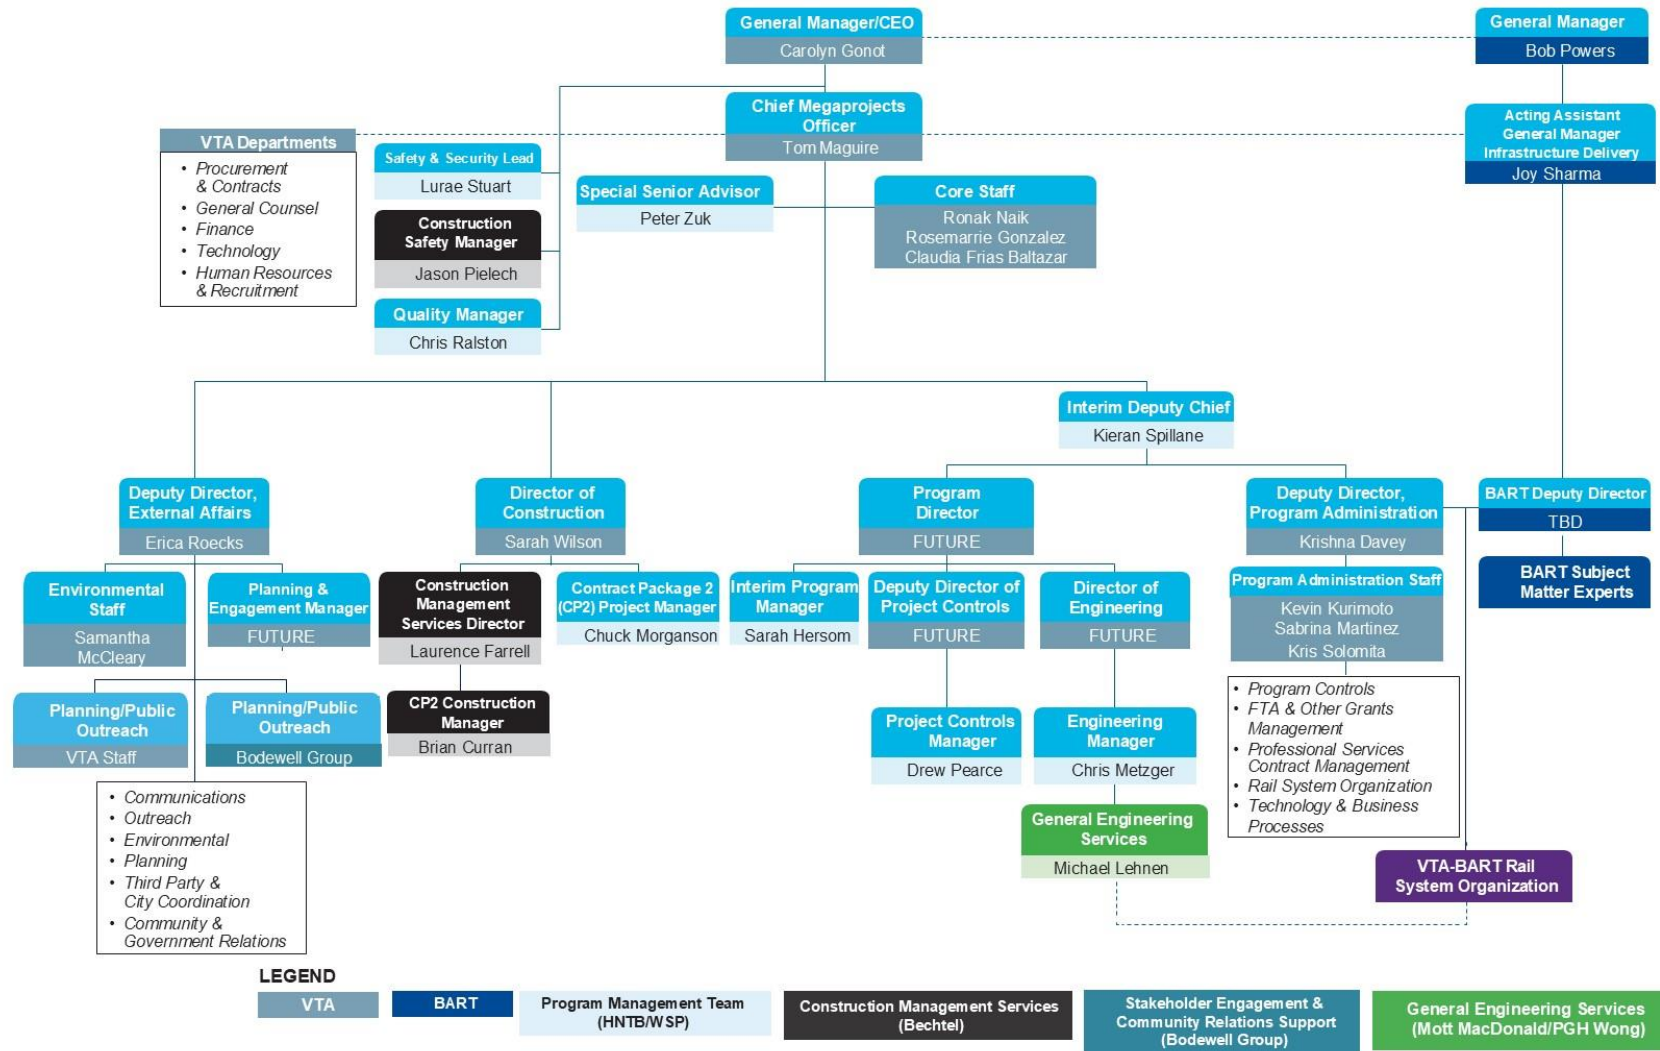 General Manager/CEO
Carolyn Gonot
General Manager
Bob Powers
Chief Megaprojects
Officer
Tom Maguire
Acting Assistant
General Manager
Infrastructure Delivery
Joy Sharma
VTA Departments
• Procurement
& Contracts
• General Counsel
• Finance
• Technology
• Human Resources
& Recruitment
Safety & Security Lead
Lurae Stuart
Construction
Safety Manager
Jason Pielech
Quality Manager
Chris Ralston
Special Senior Advisor
Peter Zuk
Core Staff
Ronak Naik
Rosemarrie Gonzalez
Claudia Frias Baltazar
Interim Deputy Chief
Kieran Spillane
Deputy Director,
External Affairs
Erica Roecks
Director of
Construction
Sarah Wilson
Program
Director
FUTURE
Deputy Director,
Program Administration
Krishna Davey
BART Deputy Director
TBD
Environmental
Staff
Samantha
McCleary
Planning &
Engagement Manager
FUTURE
Construction
Management
Services Director
Laurence Farrell
Contract Package 2
(CP2) Project Manager
Chuck Morganson
Interim Program
Manager
Sarah Hersom
Deputy Director of
Project Controls
FUTURE
Director of
Engineering
FUTURE
Program Administration Staff
Kevin Kurimoto
Sabrina Martinez
Kris Solomita
BART Subject
Matter Experts
Planning/Public
Outreach
VTA Staff
Planning/Public
Outreach
Bodewell Group
CP2 Construction
Manager
Brian Curran
Project Controls
Manager
Drew Pearce
Engineering
Manager
Chris Metzger
• Program Controls
• FTA & Other Grants
Management
• Professional Services
Contract Management
• Rail System Organization
• Technology & Business
Processes
• Communications
• Outreach
• Environmental
• Planning
• Third Party &
City Coordination
• Community &
Government Relations
General Engineering
Services
Michael Lehnen
VTA-BART Rail
System Organization
LEGEND
VTA
BART
Program Management Team
(HNTB/WSP)
Construction Management Services
(Bechtel)
Stakeholder Engagement &
Community Relations Support
(Bodewell Group)
General Engineering Services
(Mott MacDonald/PGH Wong)